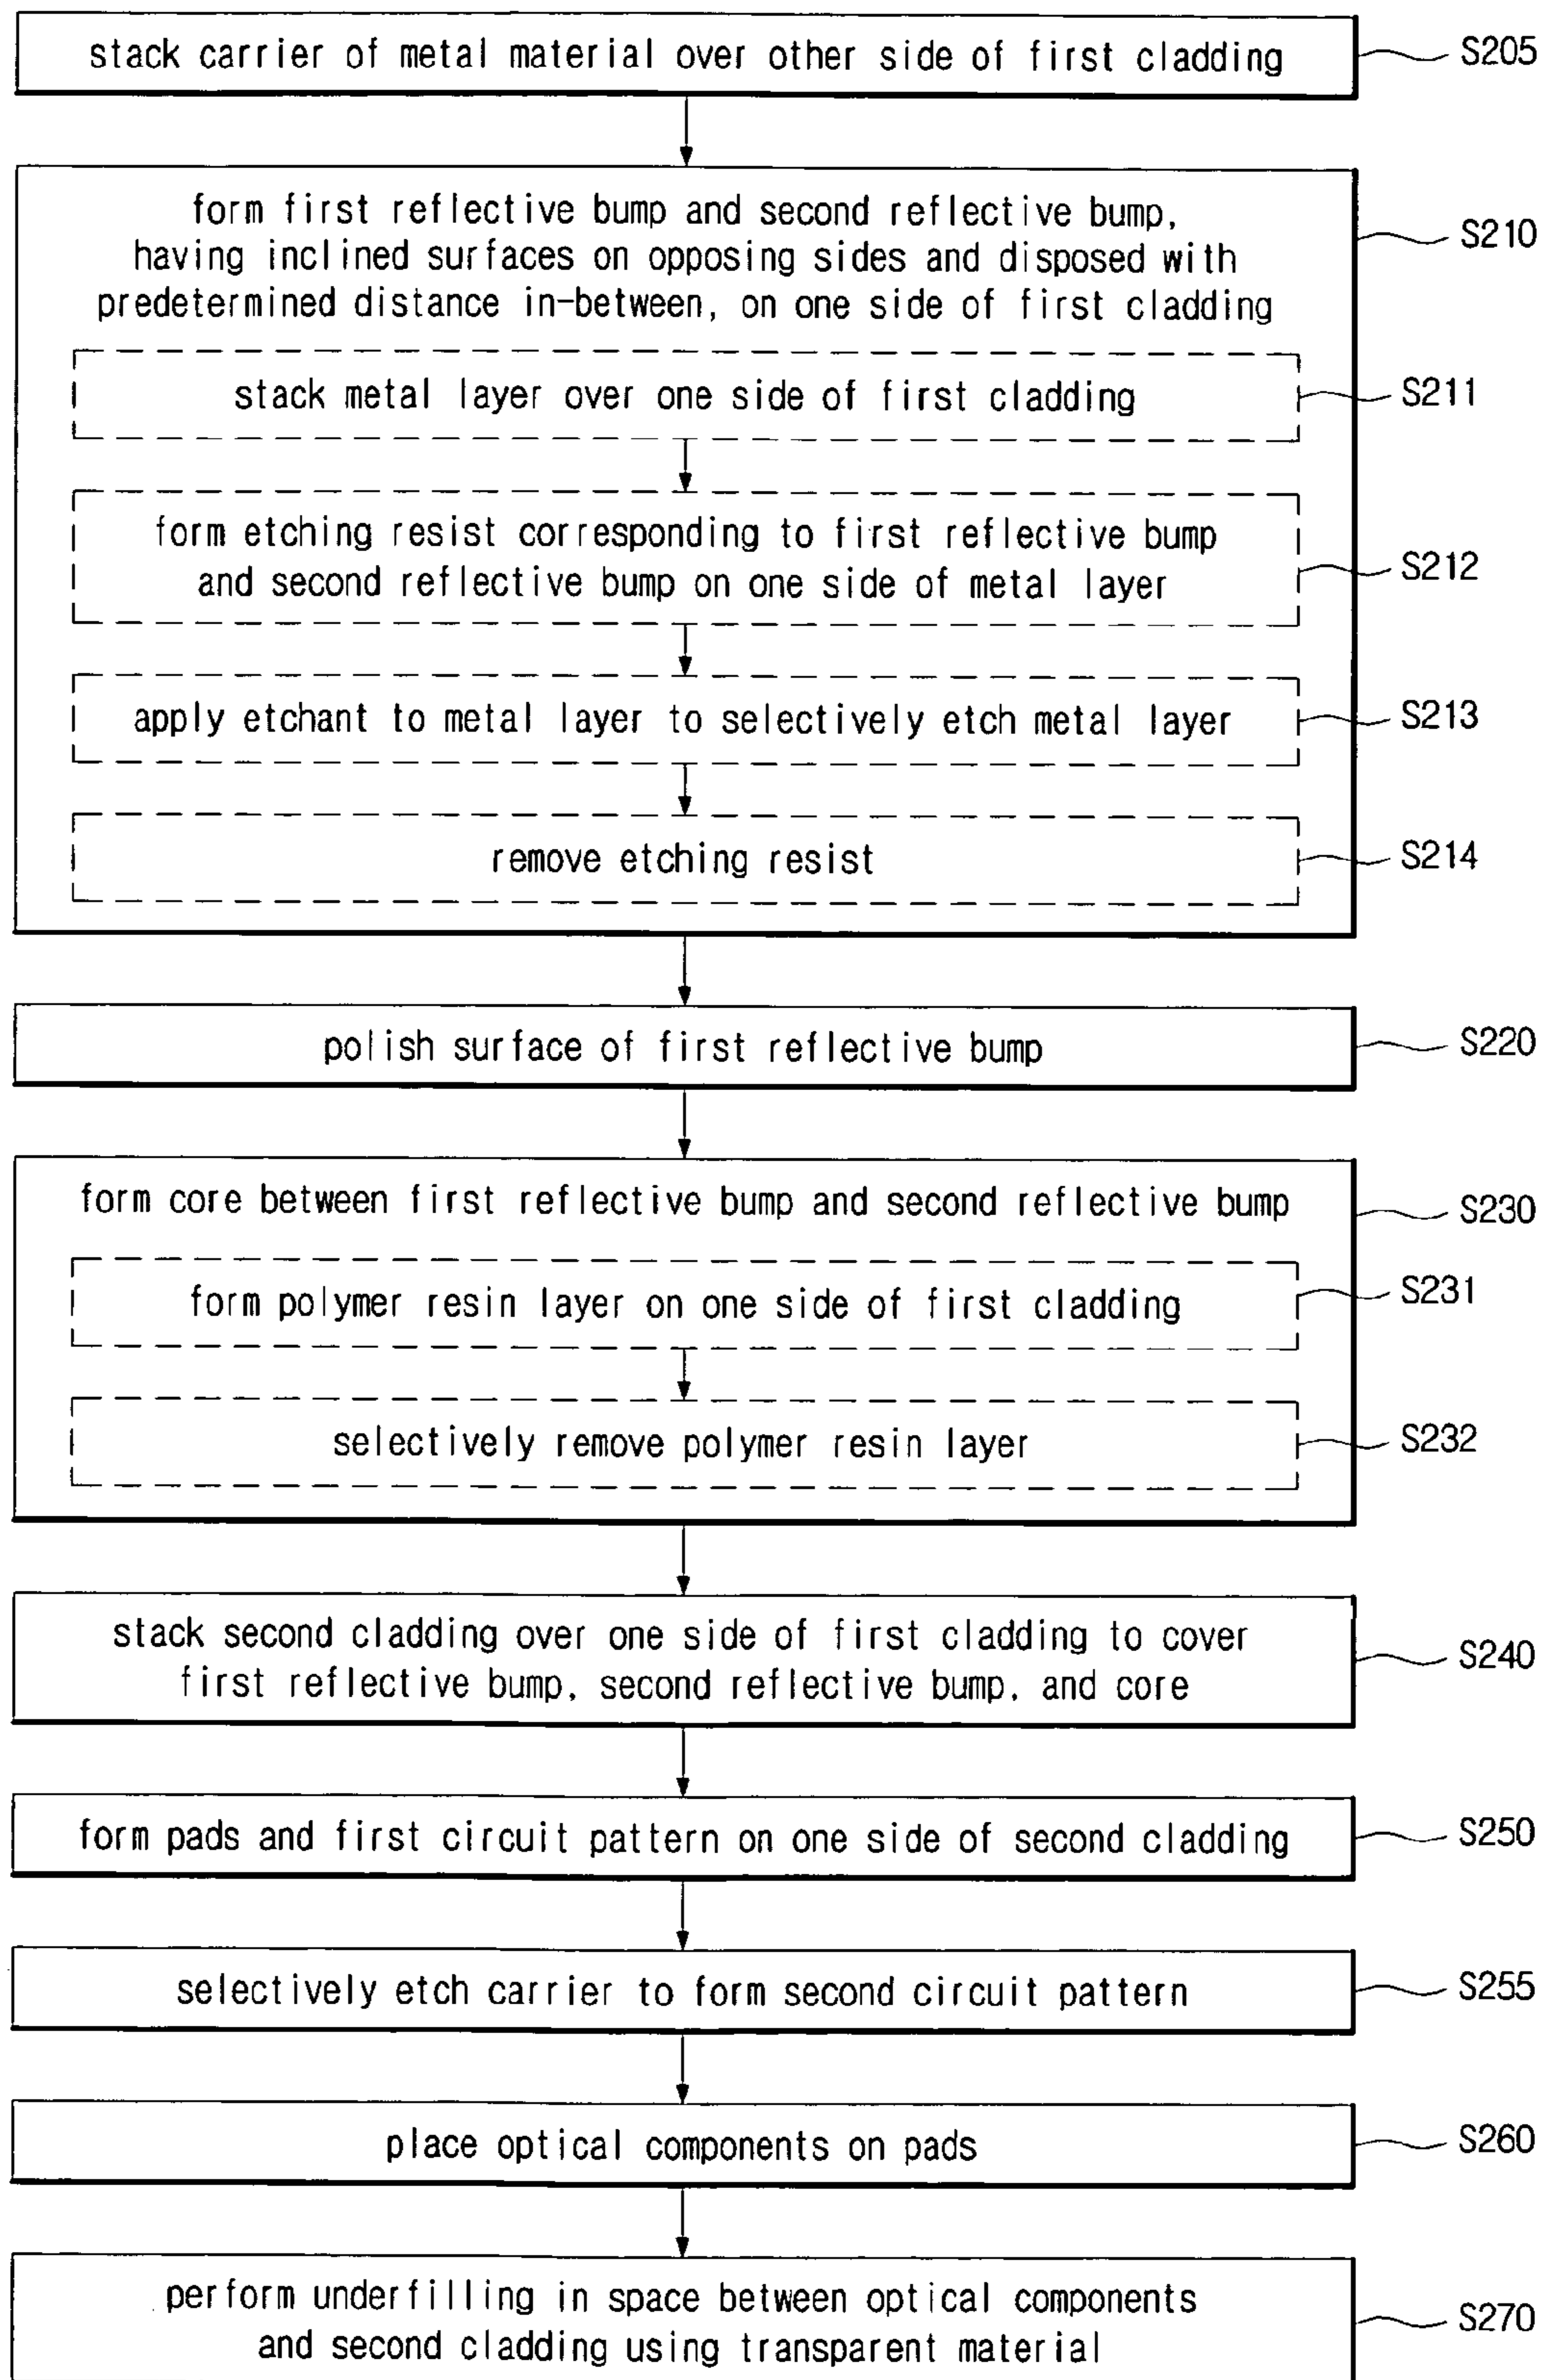 stack carrier of metal material over other side of first cladding
S205
form first reflective bump and second reflective bump,
having inclined surfaces on opposing sides and disposed with
predetermined distance in-between, on one side of first cladding
S210
stack metal layer over one side of first cladding
S211
form etching resist corresponding to first reflective bump
and second reflective bump on one side of metal layer
S212
apply etchant to metal layer to selectively etch metal layer
S213
remove etching resist
S214
polish surface of first reflective bump
S220
form core between first reflective bump and second reflective bump
S230
form polymer resin layer on one side of first cladding
S231
selectively remove polymer resin layer
S232
stack second cladding over one side of first cladding to cover
first reflective bump, second reflective bump, and core
S240
form pads and first circuit pattern on one side of second cladding
S250
selectively etch carrier to form second circuit pattern
S255
place optical components on pads
S260
perform underfilling in space between optical components
and second cladding using transparent material
S270